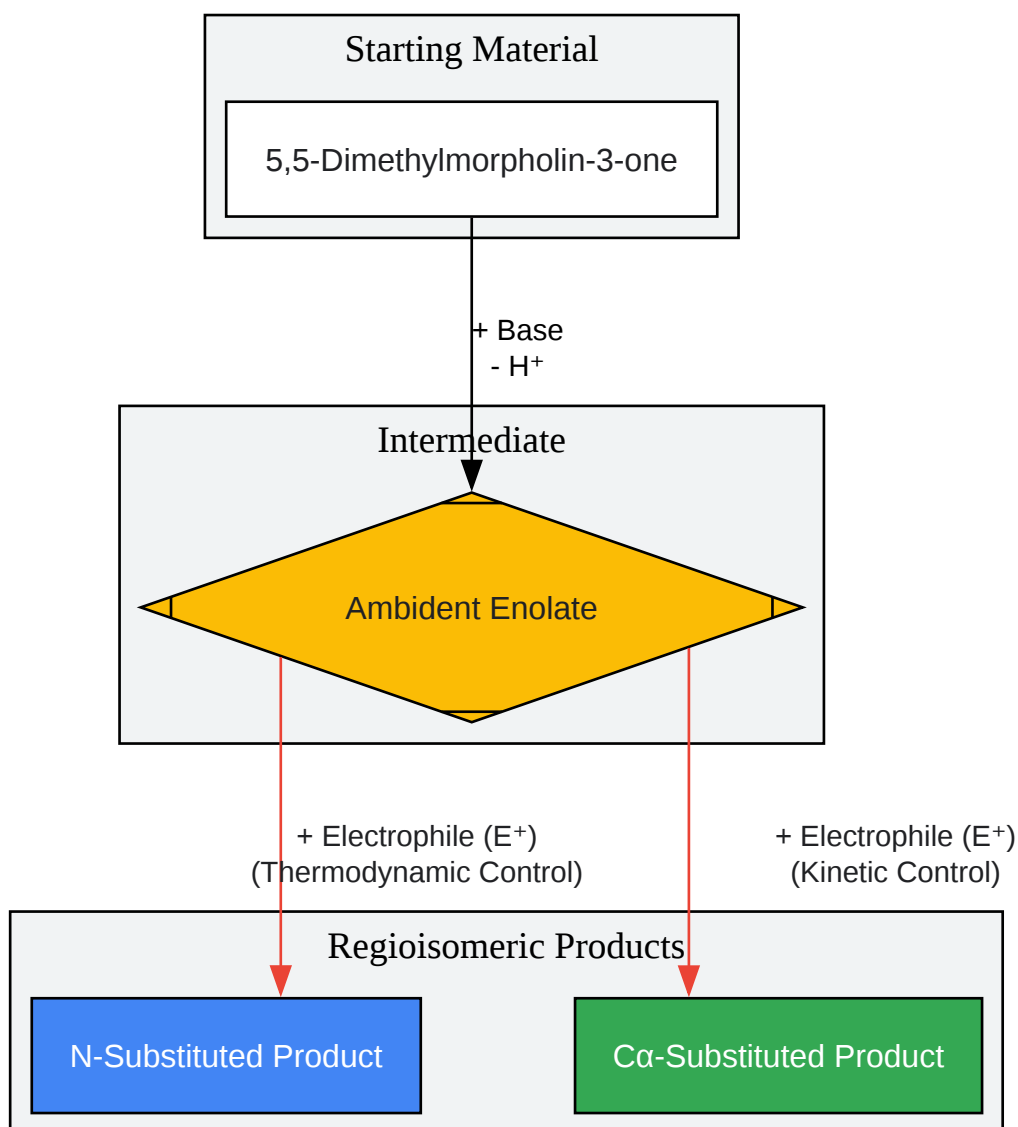 Starting Material
5,5-Dimethylmorpholin-3-one
+ Base
- H⁺
Intermediate
Ambident Enolate
+ Electrophile (E⁺)
(Thermodynamic Control)
+ Electrophile (E⁺)
(Kinetic Control)
Regioisomeric Products
N-Substituted Product
Cα-Substituted Product